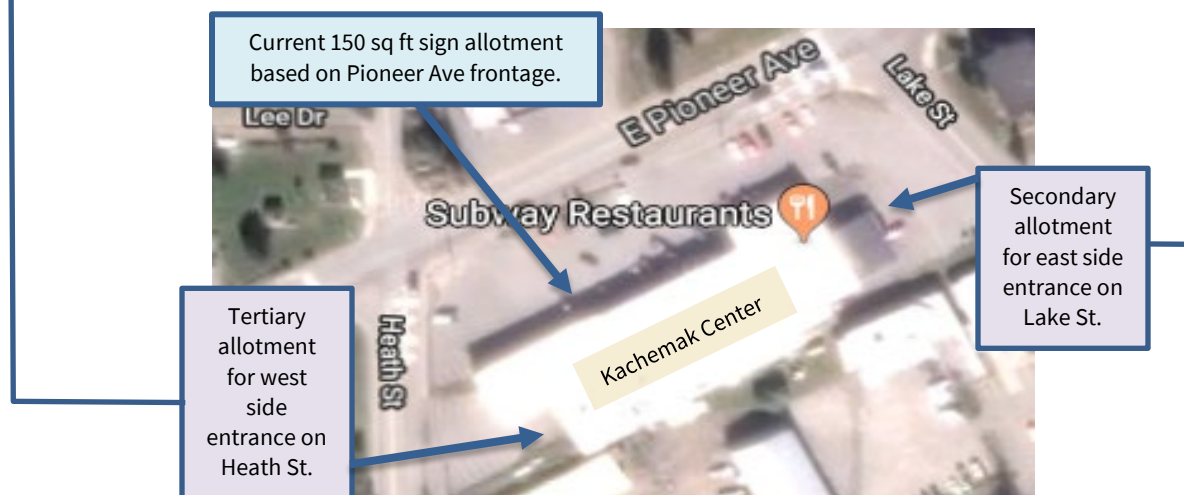 Current 150 sq ft sign allotment
based on Pioneer Ave frontage.
Lee Dr
E Pioneer Ave
Lake St
Subway Restaurants
Secondary
allotment
for east side
entrance on
Lake St.
Kachemak Center
Heath St
Tertiary
allotment
for west
side
entrance on
Heath St.